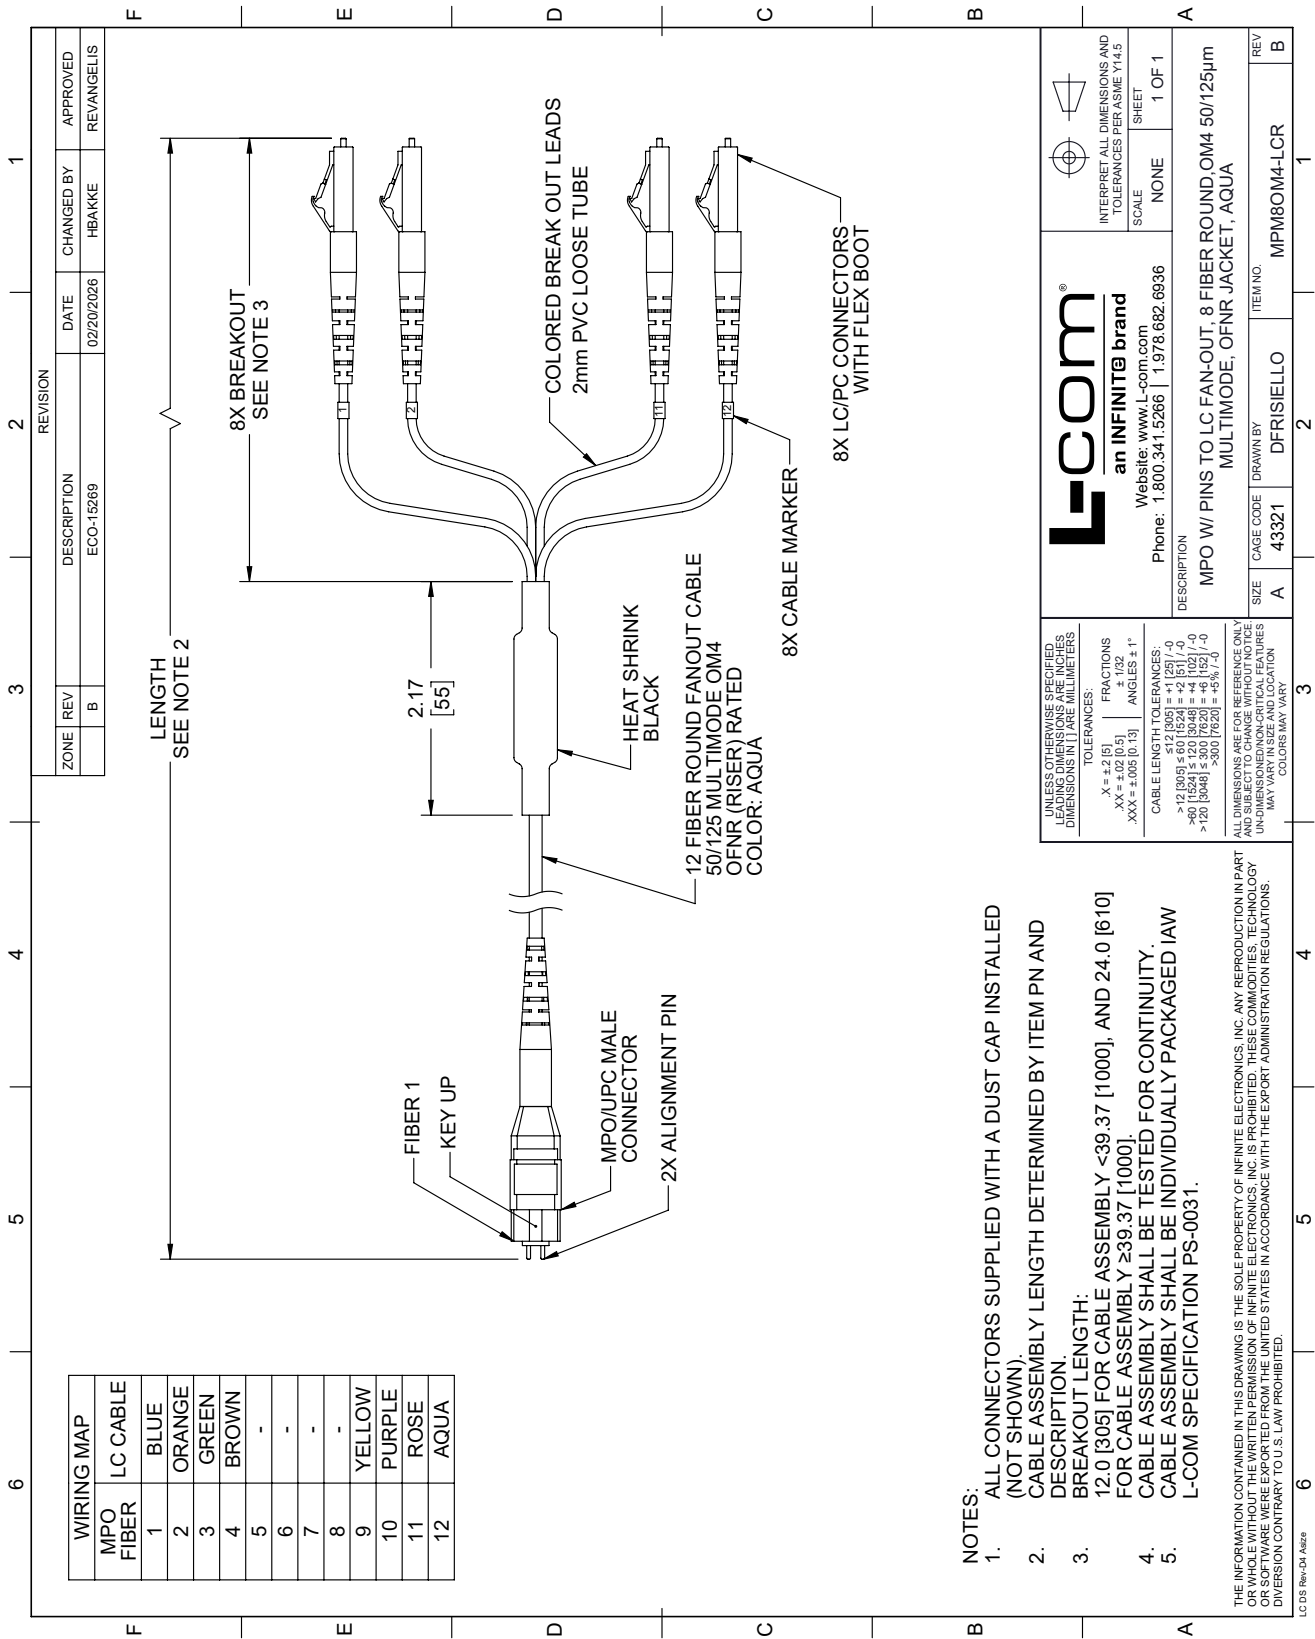 6
5
4
3
2
1
F
E
D
C
B
A
REVISION
ZONE REV DESCRIPTION DATE CHANGED BY APPROVED
B ECO-15269 02/20/2026 HBAKKE REVANGELIS
WIRING MAP
MPO FIBER LC CABLE
1 BLUE
2 ORANGE
3 GREEN
4 BROWN
5 -
6 -
7 -
8 -
9 YELLOW
10 PURPLE
11 ROSE
12 AQUA
LENGTH
SEE NOTE 2
8X BREAKOUT
SEE NOTE 3
2.17
[55]
1
2
11
12
FIBER 1
KEY UP
MPO/UPC MALE
CONNECTOR
2X ALIGNMENT PIN
HEAT SHRINK
BLACK
12 FIBER ROUND FANOUT CABLE
50/125 MULTIMODE OM4
OFNR (RISER) RATED
COLOR: AQUA
COLORED BREAK OUT LEADS
2mm PVC LOOSE TUBE
8X CABLE MARKER
8X LC/PC CONNECTORS
WITH FLEX BOOT
NOTES:
1. ALL CONNECTORS SUPPLIED WITH A DUST CAP INSTALLED
(NOT SHOWN).
2. CABLE ASSEMBLY LENGTH DETERMINED BY ITEM PN AND
DESCRIPTION.
3. BREAKOUT LENGTH:
12.0 [305] FOR CABLE ASSEMBLY <39.37 [1000], AND 24.0 [610]
FOR CABLE ASSEMBLY ≥39.37 [1000].
4. CABLE ASSEMBLY SHALL BE TESTED FOR CONTINUITY.
5. CABLE ASSEMBLY SHALL BE INDIVIDUALLY PACKAGED IAW
L-COM SPECIFICATION PS-0031.
THE INFORMATION CONTAINED IN THIS DRAWING IS THE SOLE PROPERTY OF INFINITE ELECTRONICS, INC. ANY REPRODUCTION IN PART
OR WHOLE WITHOUT THE WRITTEN PERMISSION OF INFINITE ELECTRONICS, INC. IS PROHIBITED. THESE COMMODITIES, TECHNOLOGY
OR SOFTWARE WERE EXPORTED FROM THE UNITED STATES IN ACCORDANCE WITH THE EXPORT ADMINISTRATION REGULATIONS.
DIVERSION CONTRARY TO U.S. LAW PROHIBITED.
UNLESS OTHERWISE SPECIFIED
LEADING DIMENSIONS ARE INCHES
DIMENSIONS IN [ ] ARE MILLIMETERS
TOLERANCES:
.X = ±.2 [5] FRACTIONS
.XX = ±.02 [0.5] ± 1/32
.XXX = ±.005 [0.13] ANGLES ± 1°
CABLE LENGTH TOLERANCES:
≤12 [305] = +1 [25] / -0
>12 [305] ≤ 60 [1524] = +2 [51] / -0
>60 [1524] ≤ 120 [3048] = +4 [102] / -0
>120 [3048] ≤ 300 [7620] = +6 [152] / -0
>300 [7620] = +5% / -0
ALL DIMENSIONS ARE FOR REFERENCE ONLY
AND SUBJECT TO CHANGE WITHOUT NOTICE.
UN-DIMENSIONED/NON-CRITICAL FEATURES
MAY VARY IN SIZE AND LOCATION
COLORS MAY VARY
L-com®
an INFINITE brand
Website: www.L-com.com
Phone: 1.800.341.5266 | 1.978.682.6936
INTERPRET ALL DIMENSIONS AND
TOLERANCES PER ASME Y14.5
SCALE NONE SHEET 1 OF 1
DESCRIPTION
MPO W/ PINS TO LC FAN-OUT, 8 FIBER ROUND,OM4 50/125µm
MULTIMODE, OFNR JACKET, AQUA
SIZE CAGE CODE DRAWN BY ITEM NO. REV
A 43321 DFRISIELLO MPM8OM4-LCR B
6
5
4
3
2
1
F
E
D
C
B
A
LC DS Rev-D4 Asize